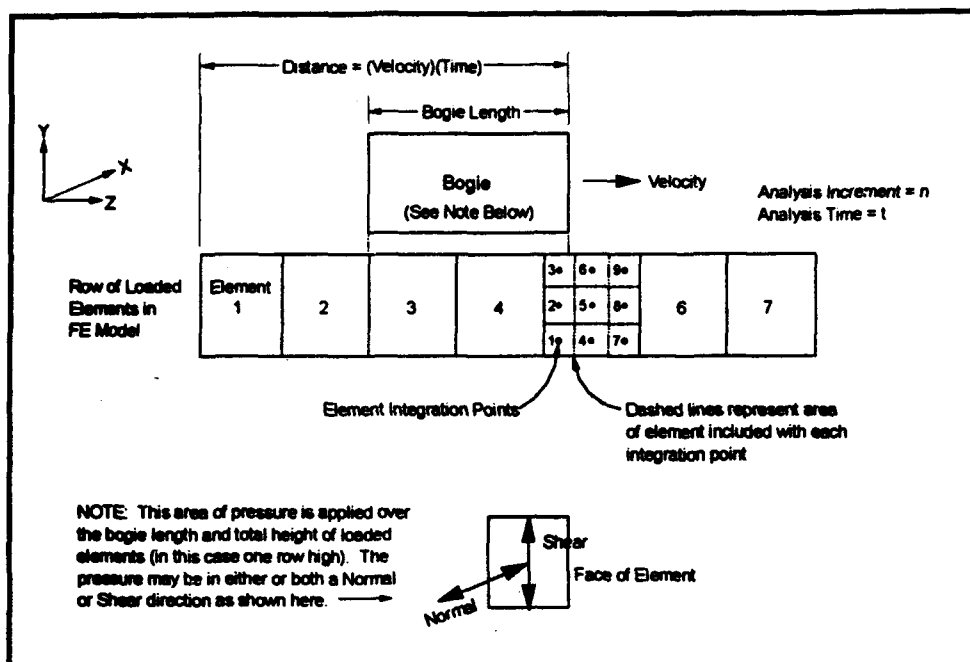 Distance = (Velocity)(Time)
Bogie Length
Y
X
Z
Bogie
(See Note Below)
Velocity
Analysis Increment = n
Analysis Time = t
Row of Loaded
Elements in
FE Model
Element
1
2
3
4
3 6 9
2 5 8
1 4 7
6
7
Element Integration Points
Dashed lines represent area
of element included with each
integration point
NOTE: This area of pressure is applied over
the bogie length and total height of loaded
elements (in this case one row high). The
pressure may be in either or both a Normal
or Shear direction as shown here.
Shear
Face of Element
Normal